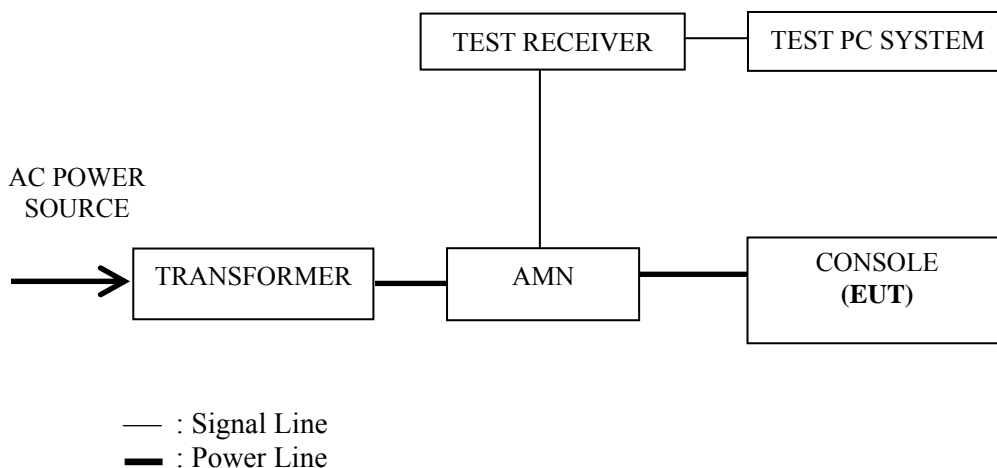 TEST RECEIVER
TEST PC SYSTEM
AC POWER
SOURCE
TRANSFORMER
AMN
CONSOLE
(EUT)
: Signal Line
: Power Line